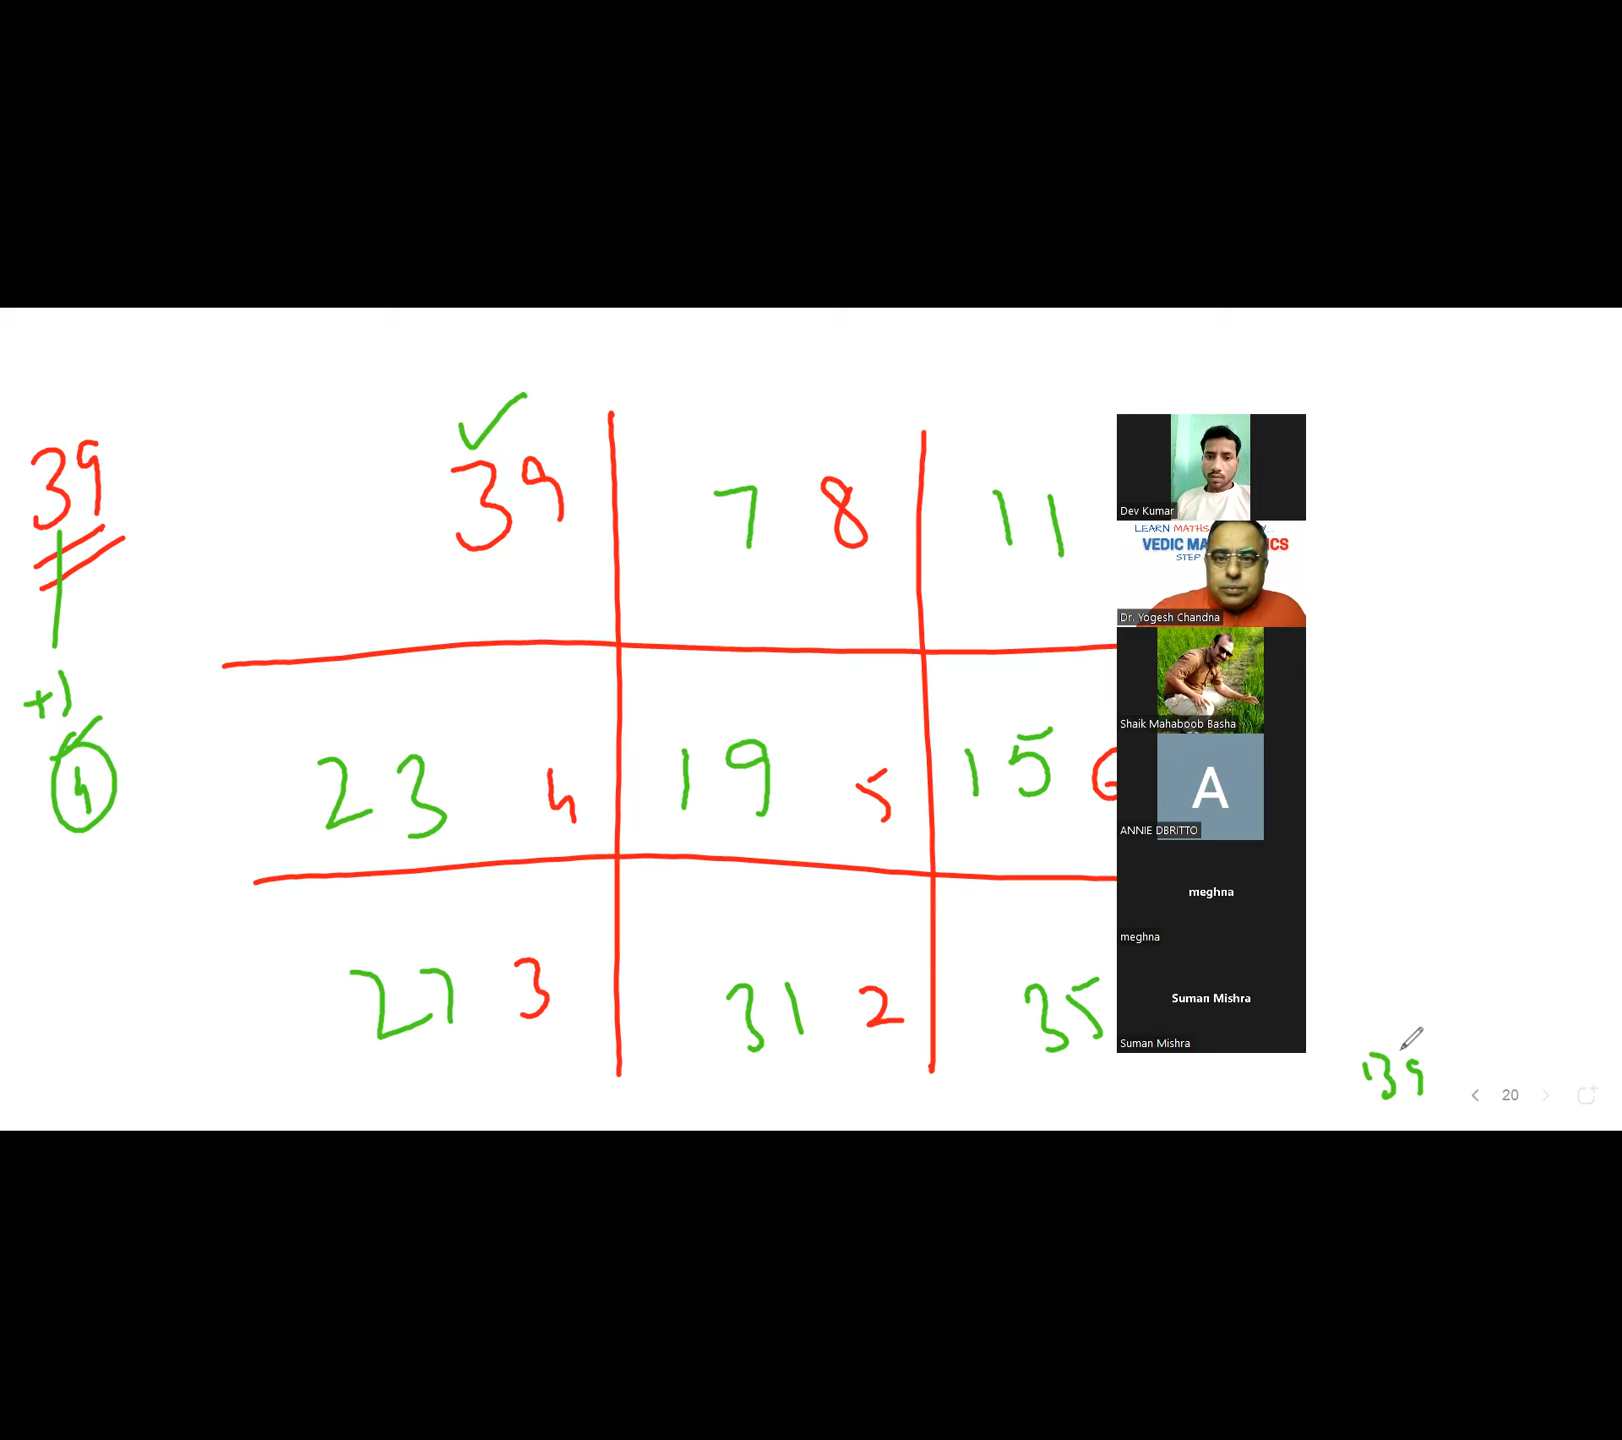 39
39 7 8 11
+1
4
23 4 19 5 15
27 3 31 2 35
39
Dev Kumar
LEARN MATHS
VEDIC MA ICS
STEP
Dr. Yogesh Chandna
Shaik Mahaboob Basha
A
ANNIE DBRITTO
meghna
meghna
Suman Mishra
Suman Mishra
20